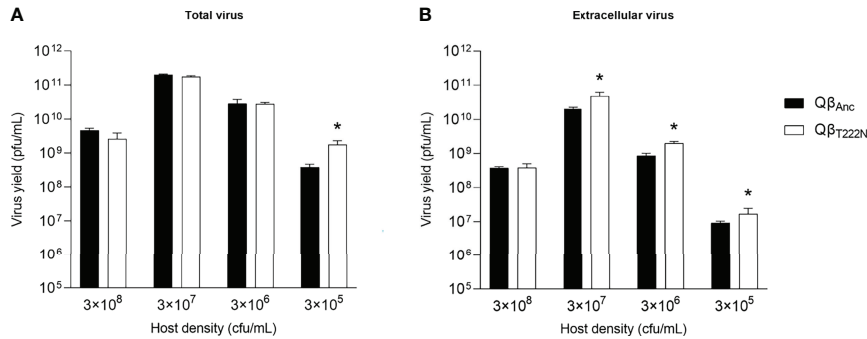 A
Total virus
Virus yield (pfu/mL)
10¹²
10¹¹
10¹⁰
10⁹
10⁸
10⁷
10⁶
10⁵
*
3×10⁸ 3×10⁷ 3×10⁶ 3×10⁵
Host density (cfu/mL)
B
Extracellular virus
Virus yield (pfu/mL)
10¹²
10¹¹
10¹⁰
10⁹
10⁸
10⁷
10⁶
10⁵
* * *
3×10⁸ 3×10⁷ 3×10⁶ 3×10⁵
Host density (cfu/mL)
Qβ_Anc
Qβ_T222N